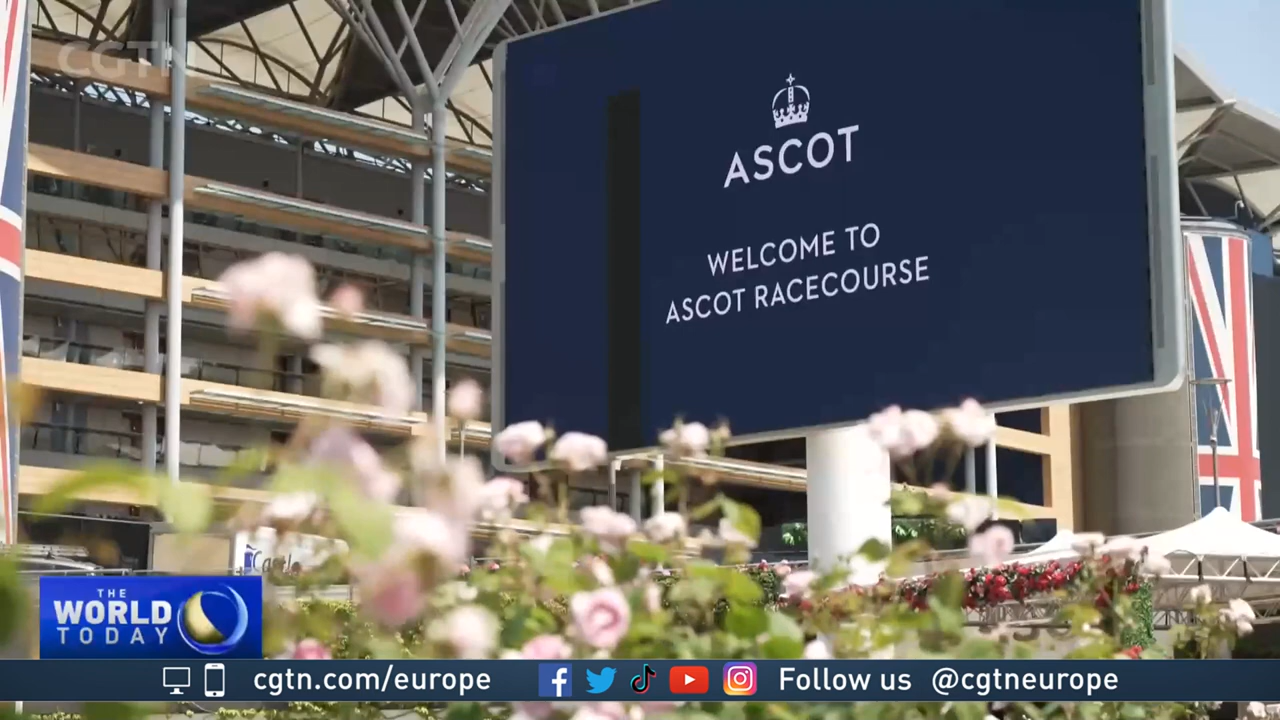 CGTN
ASCOT
WELCOME TO
ASCOT RACECOURSE
THE
WORLD
TODAY
cgtn.com/europe
Follow us @cgtneurope